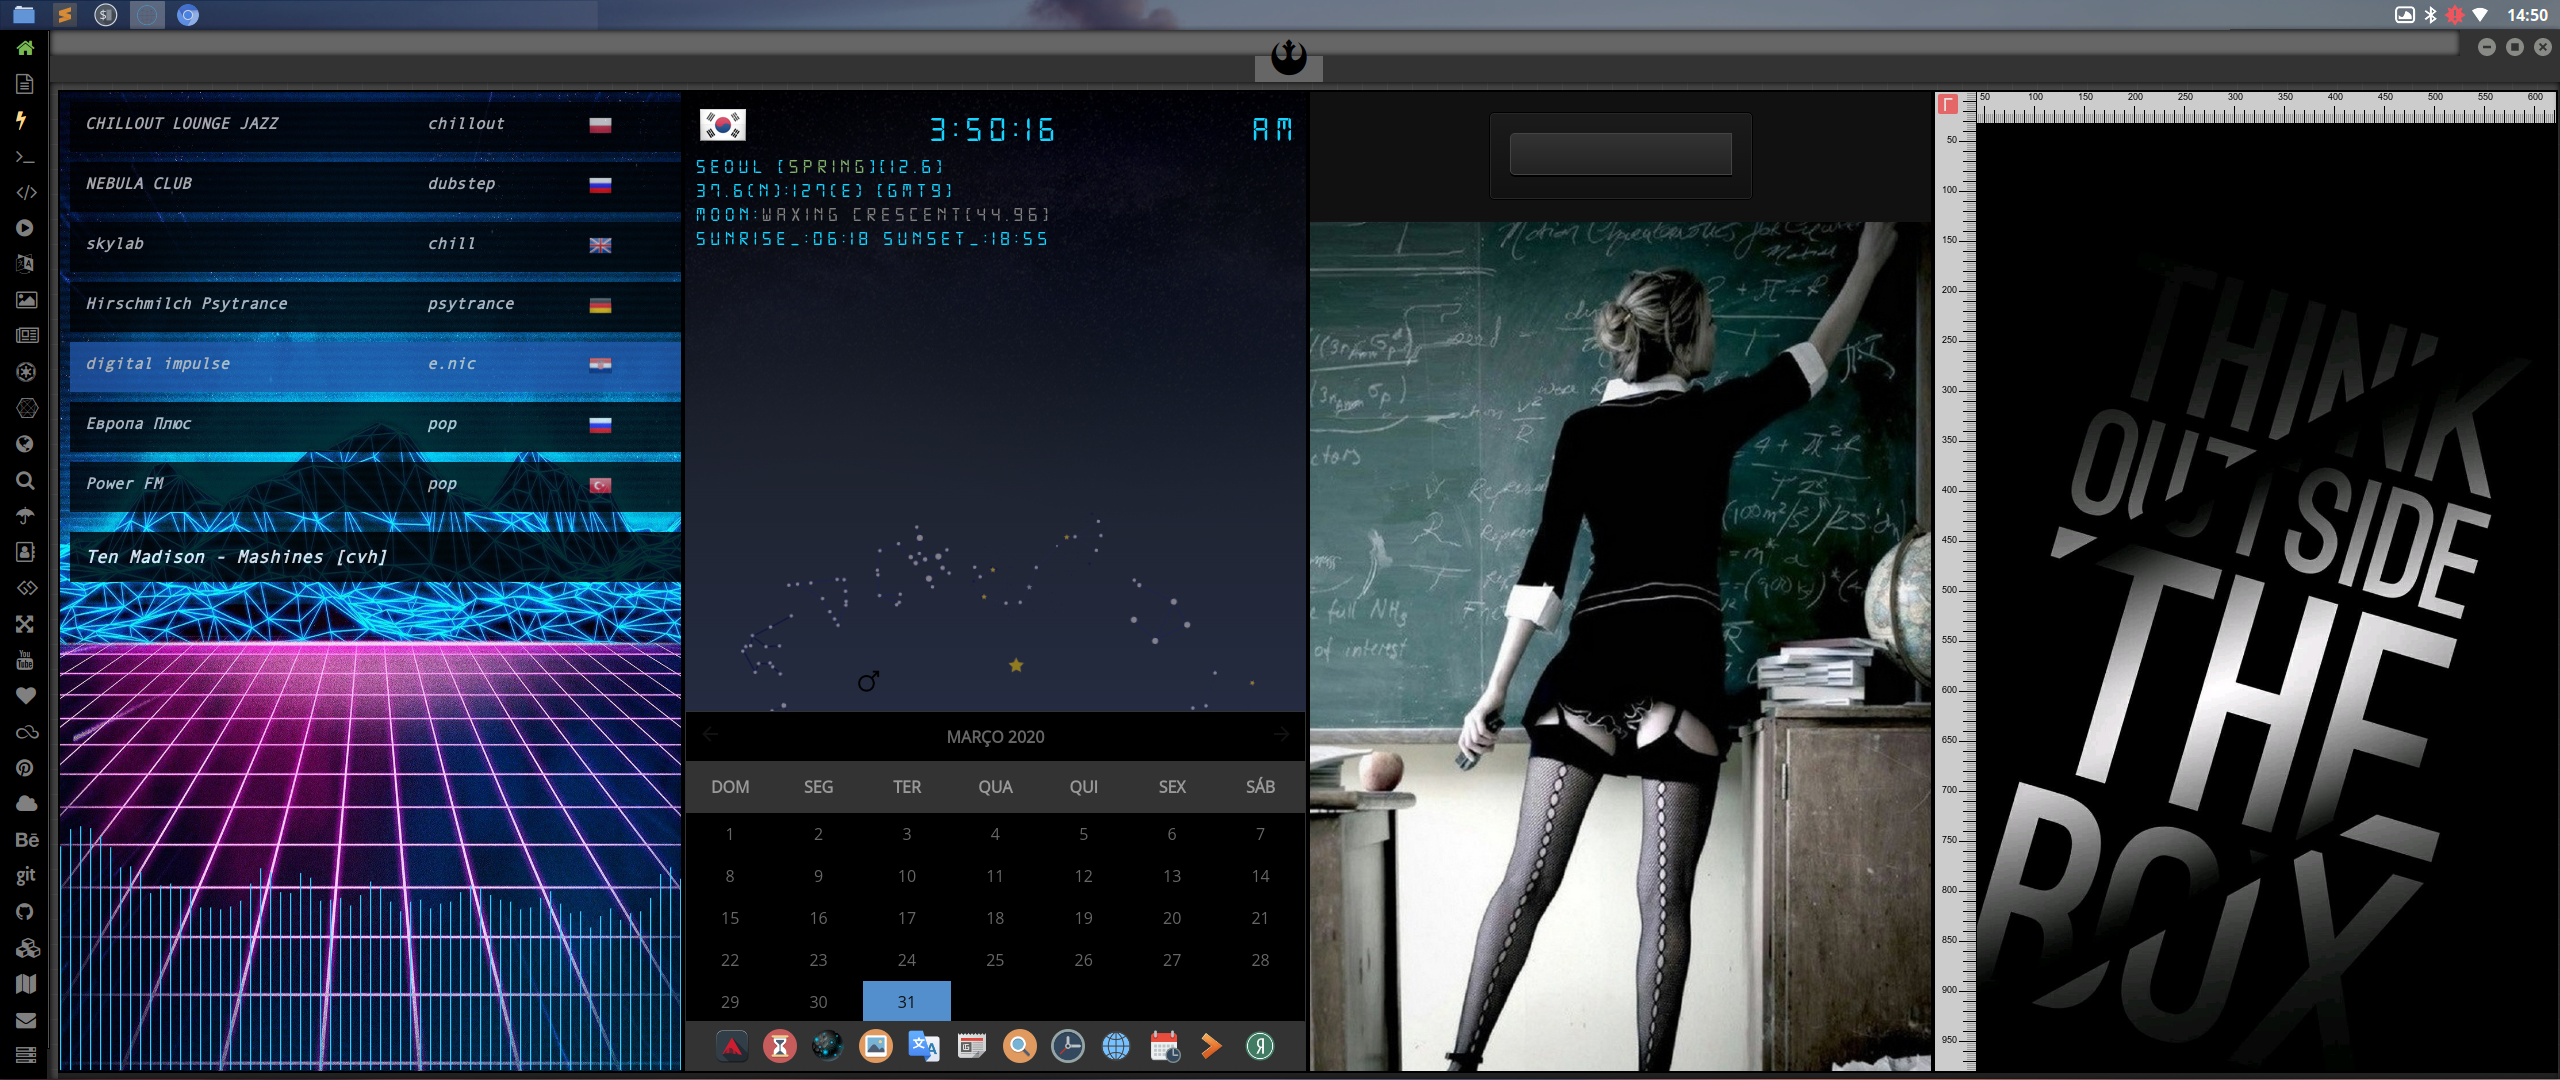 14:50
CHILLOUT LOUNGE JAZZ chillout
NEBULA CLUB dubstep
skylab chill
Hirschmilch Psytrance psytrance
digital impulse e.nic
Европа Плюс pop
Power FM pop
Ten Madison - Mashines [cvh]
You
Tube
Bē
git
3:50:16 AM
SEOUL [SPRING][12.6]
37.6(N):127(E) [GMT9]
MOON:WAXING CRESCENT[44.96]
SUNRISE_:06:18 SUNSET_:18:55
MARÇO 2020
DOM SEG TER QUA QUI SEX SÁB
1 2 3 4 5 6 7
8 9 10 11 12 13 14
15 16 17 18 19 20 21
22 23 24 25 26 27 28
29 30 31
50 100 150 200 250 300 350 400 450 500 550 600
50
100
150
200
250
300
350
400
450
500
550
600
650
700
750
800
850
900
950
THINK
OUTSIDE
THE
BOX